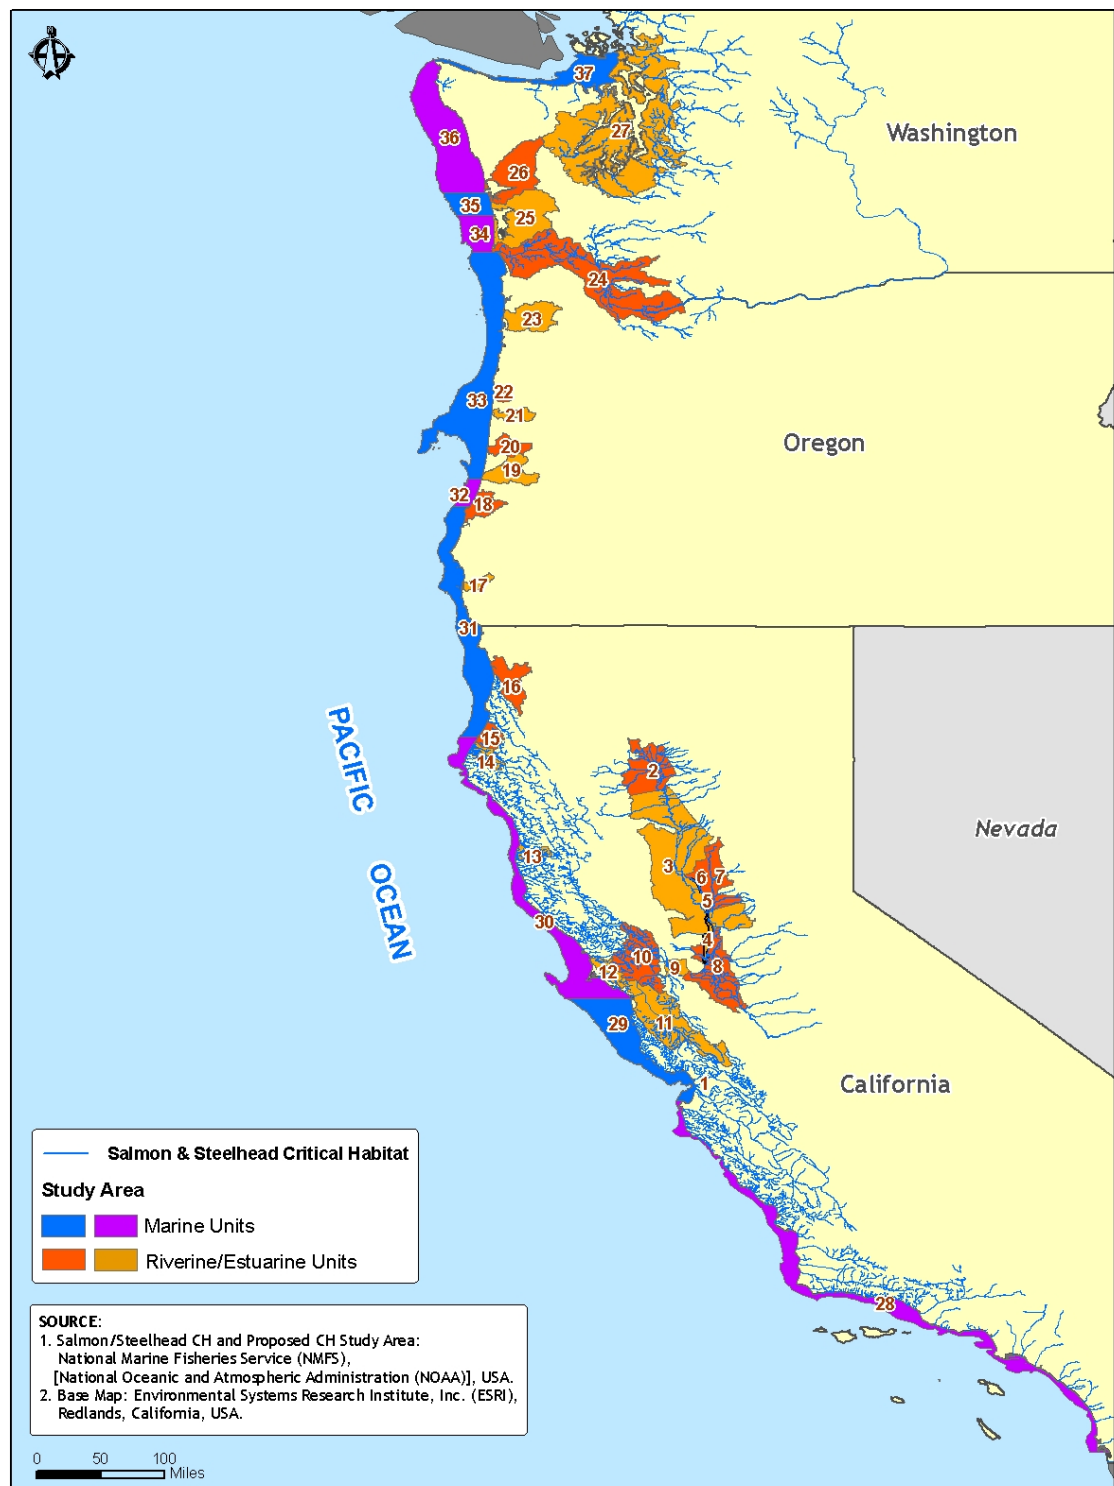 N
37
Washington
36
27
26
35
25
34
24
23
33
22
21
Oregon
20
19
32
18
17
31
16
PACIFIC
15
14
2
Nevada
13
3
6
7
OCEAN
5
30
4
10
12
9
8
29
11
1
California
Salmon & Steelhead Critical Habitat
Study Area
Marine Units
Riverine/Estuarine Units
28
SOURCE:
1. Salmon/Steelhead CH and Proposed CH Study Area:
National Marine Fisheries Service (NMFS),
[National Oceanic and Atmospheric Administration (NOAA)], USA.
2. Base Map: Environmental Systems Research Institute, Inc. (ESRI),
Redlands, California, USA.
0 50 100
Miles